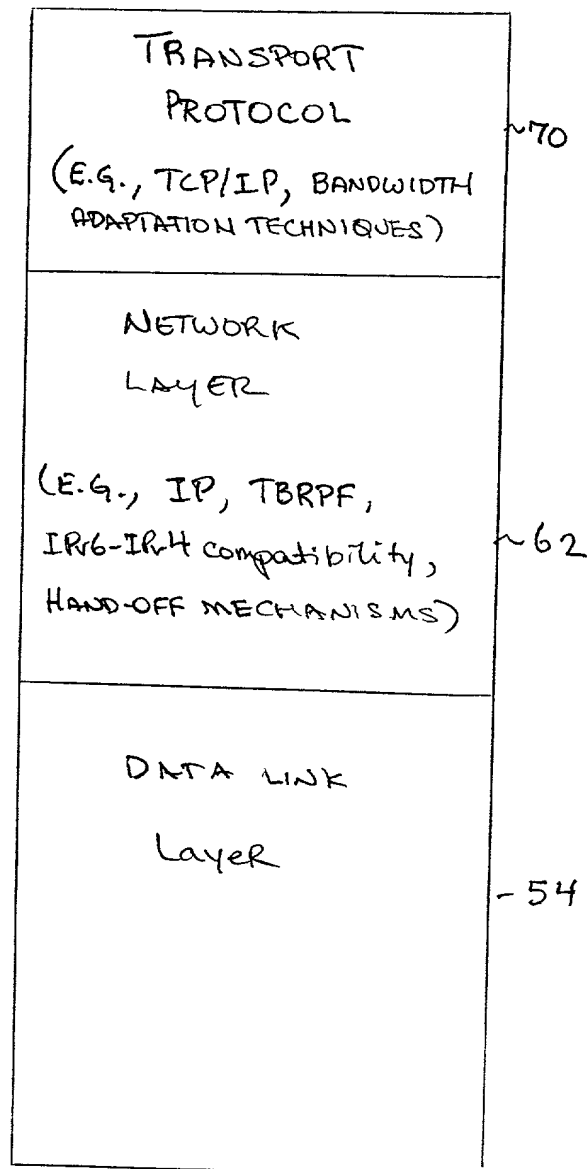 TRANSPORT
PROTOCOL
~70
(E.G., TCP/IP, BANDWIDTH
ADAPTATION TECHNIQUES)
NETWORK
LAYER
(E.G., IP, TBRPF,
IPv6-IPv4 compatibility,
~62
HAND-OFF MECHANISMS)
DATA LINK
LayeR
-54